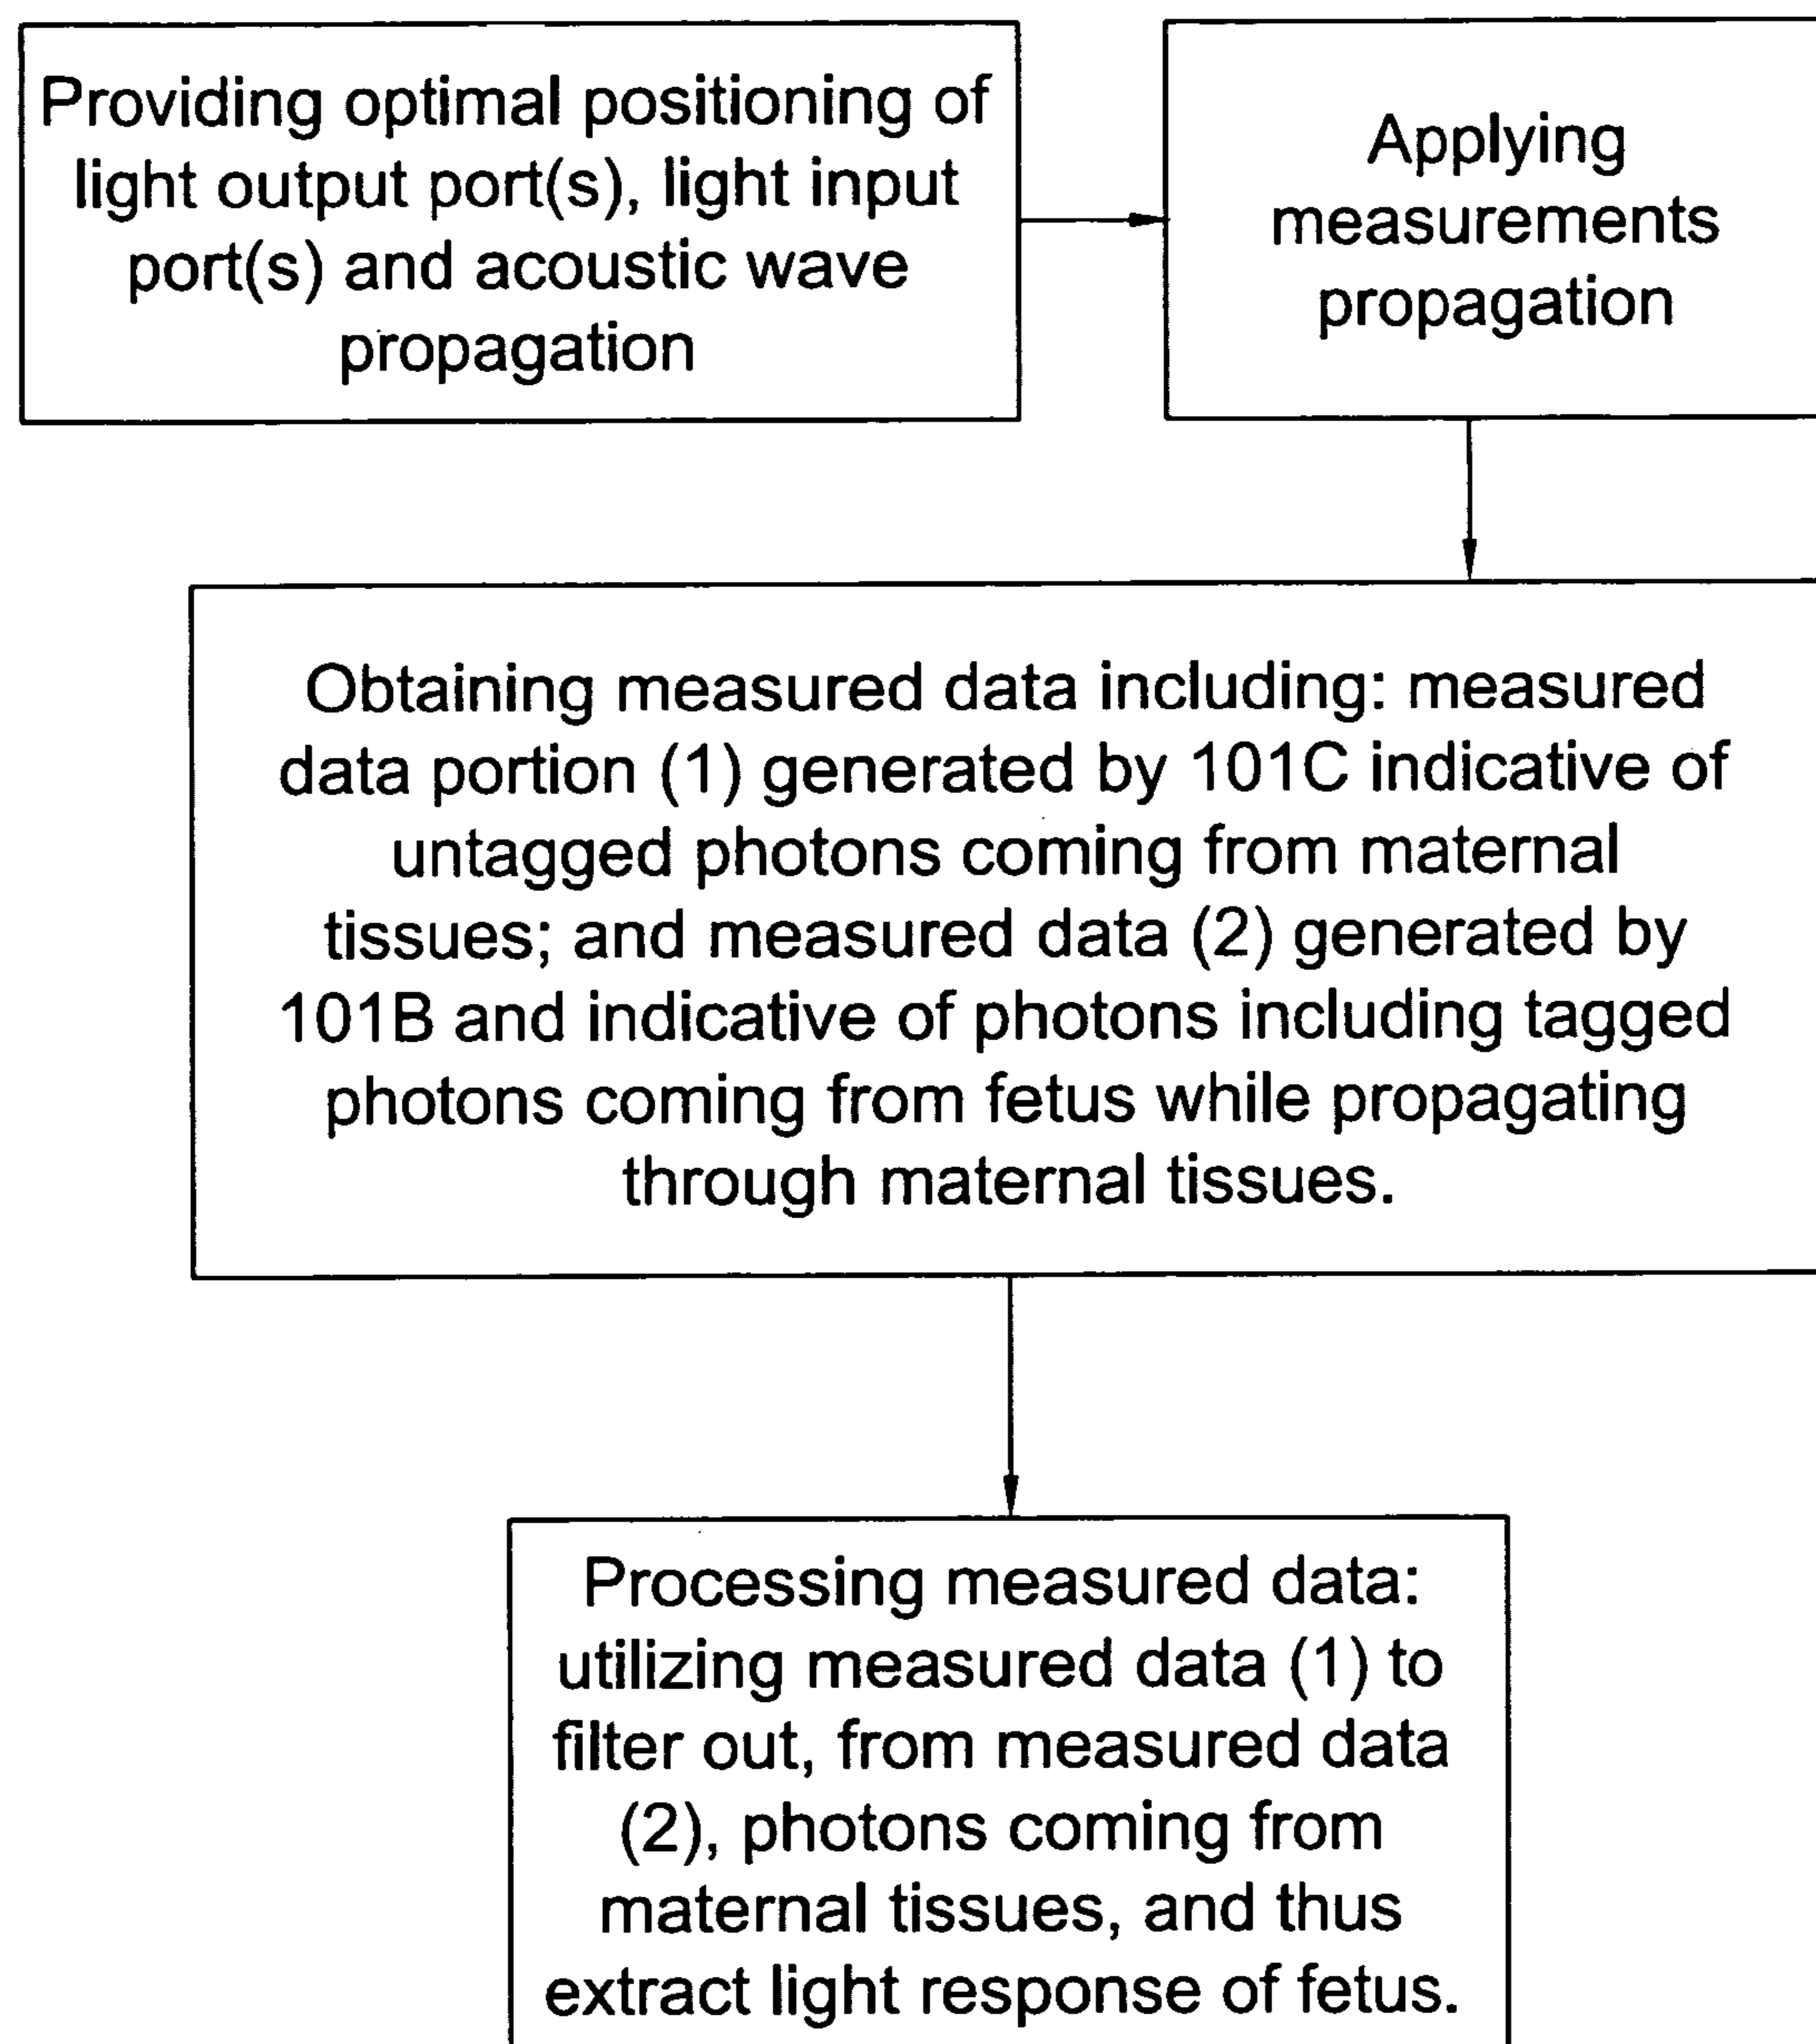 Providing optimal positioning of
light output port(s), light input
port(s) and acoustic wave
propagation
Applying
measurements
propagation
Obtaining measured data including: measured
data portion (1) generated by 101C indicative of
untagged photons coming from maternal
tissues; and measured data (2) generated by
101B and indicative of photons including tagged
photons coming from fetus while propagating
through maternal tissues.
Processing measured data:
utilizing measured data (1) to
filter out, from measured data
(2), photons coming from
maternal tissues, and thus
extract light response of fetus.